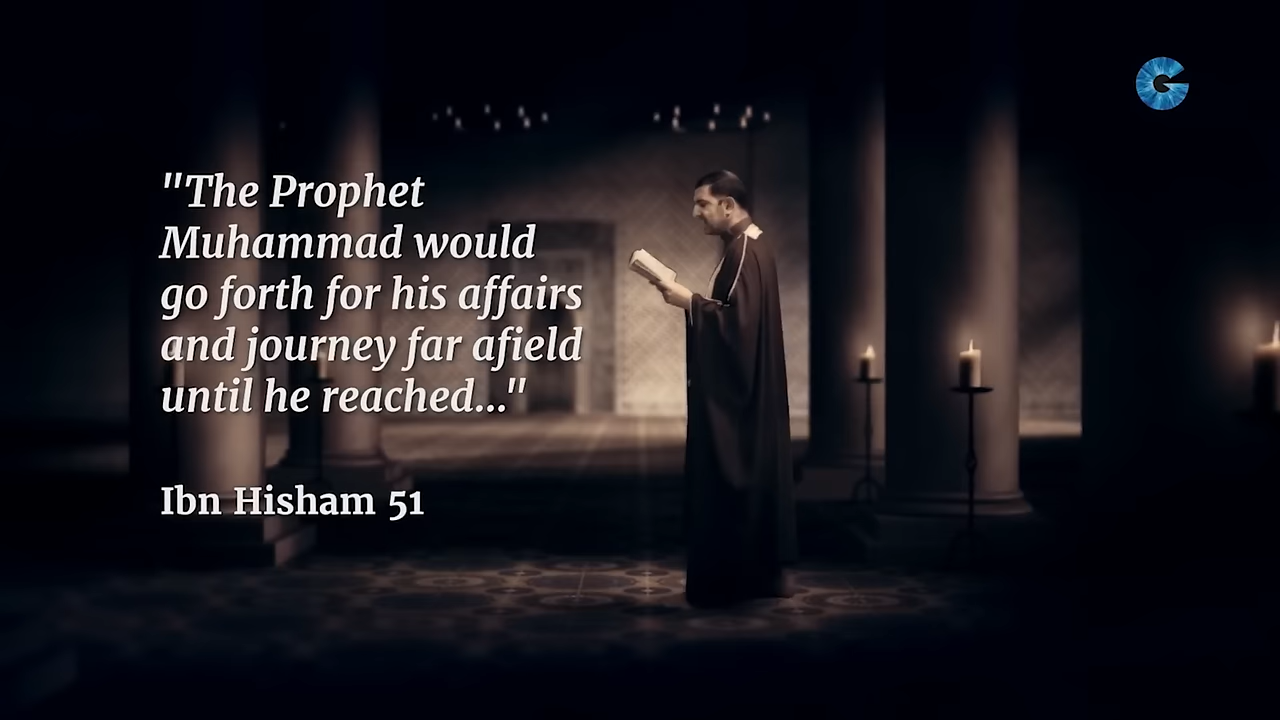 "The Prophet
Muhammad would
go forth for his affairs
and journey far afield
until he reached..."
Ibn Hisham 51